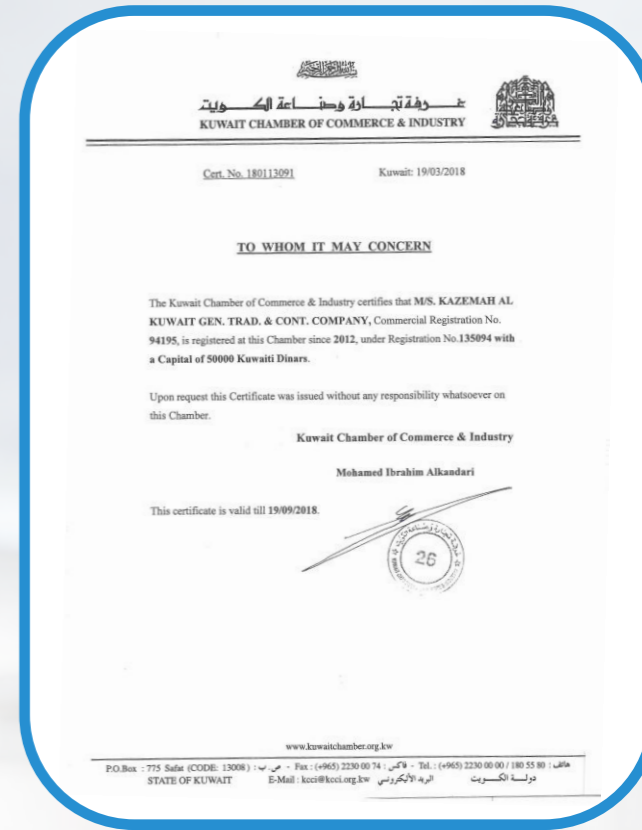 غرفة تجارة وصناعة الكويت
KUWAIT CHAMBER OF COMMERCE & INDUSTRY
Cert. No. 180113091
Kuwait: 19/03/2018
TO WHOM IT MAY CONCERN
The Kuwait Chamber of Commerce & Industry certifies that M/S. KAZEMAH AL
KUWAIT GEN. TRAD. & CONT. COMPANY, Commercial Registration No.
94195, is registered at this Chamber since 2012, under Registration No.135094 with
a Capital of 50000 Kuwaiti Dinars.
Upon request this Certificate was issued without any responsibility whatsoever on
this Chamber.
Kuwait Chamber of Commerce & Industry
Mohamed Ibrahim Alkandari
This certificate is valid till 19/09/2018.
26
www.kuwaitchamber.org.kw
P.O.Box : 775 Safat (CODE: 13008) : ص. ب - Fax : (+965) 2230 00 74 : فاكس - Tel. : (+965) 2230 00 00 / 180 55 80 : هاتف
STATE OF KUWAIT E-Mail : kcci@kcci.org.kw البريد الأليكتروني دولة الكويت